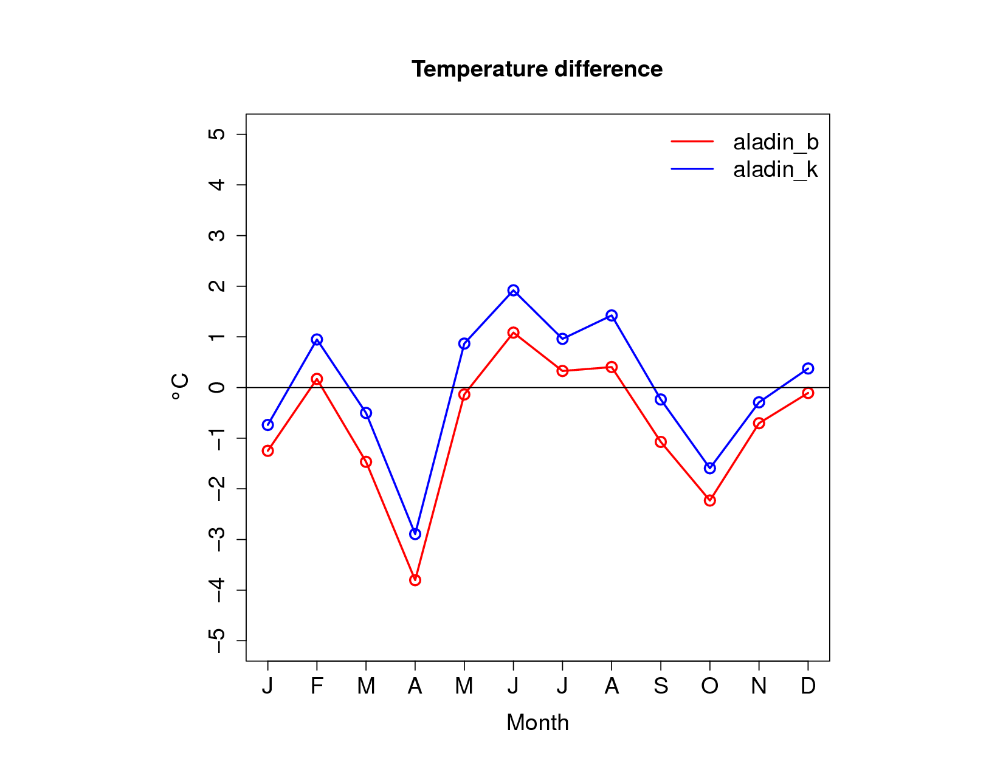 Temperature difference
aladin_b
aladin_k
5
4
3
2
1
0
−1
−2
−3
−4
−5
°C
J F M A M J J A S O N D
Month